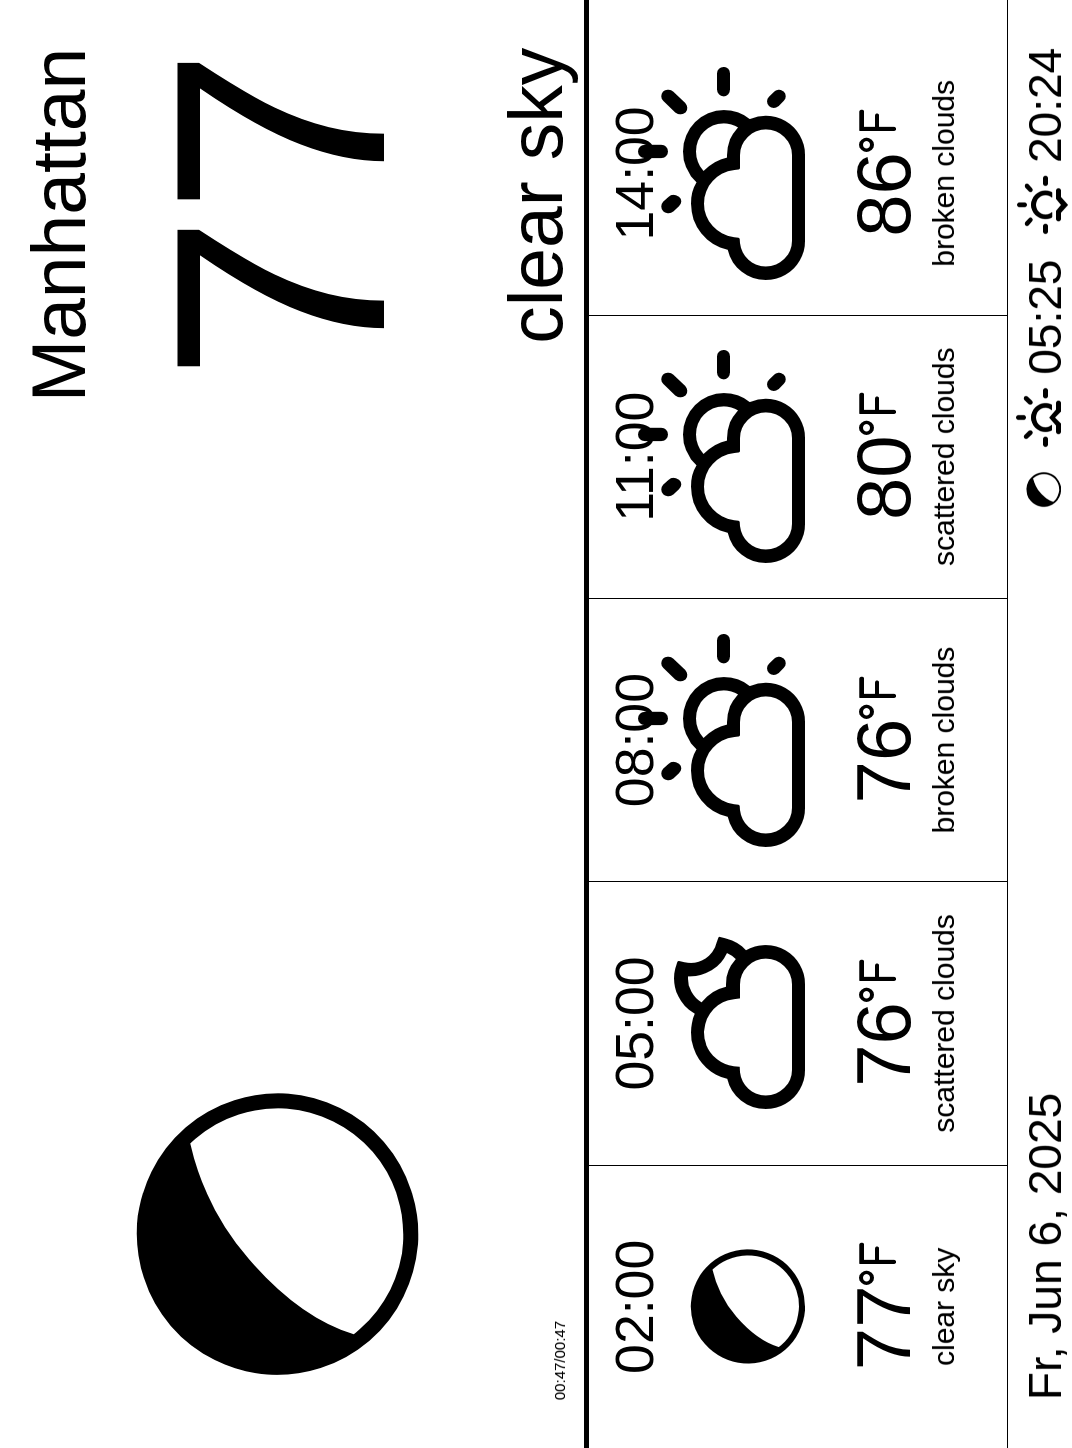 Manhattan
77
clear sky
00:47/00:47
02:00
77°F
clear sky
05:00
76°F
scattered clouds
08:00
76°F
broken clouds
11:00
80°F
scattered clouds
14:00
86°F
broken clouds
Fr, Jun 6, 2025
05:25
20:24